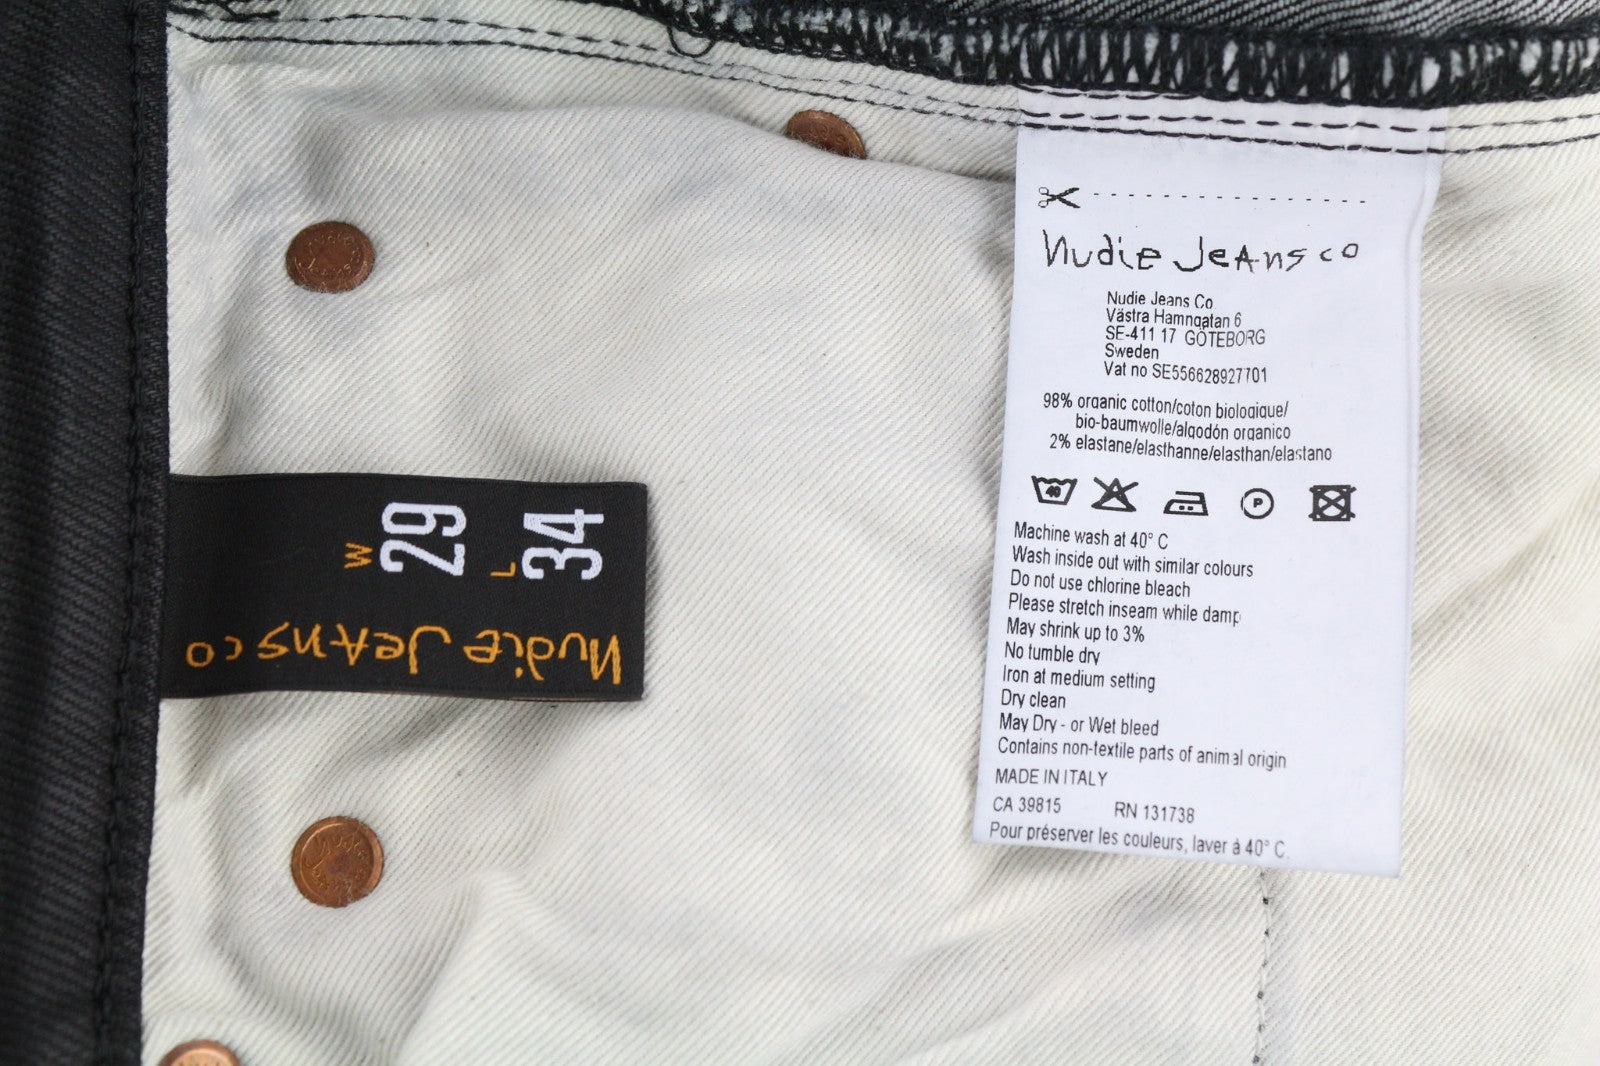 W 29 L 34
Nudie Jeans co
Nudie Jeans co
Nudie Jeans Co
Västra Hamngatan 6
SE-411 17 GÖTEBORG
Sweden
Vat no SE556628927701
98% organic cotton/coton biologique/
bio-baumwolle/algodón organico
2% elastane/elasthanne/elasthan/elastano
40
P
Machine wash at 40° C
Wash inside out with similar colours
Do not use chlorine bleach
Please stretch inseam while damp
May shrink up to 3%
No tumble dry
Iron at medium setting
Dry clean
May Dry - or Wet bleed
Contains non-textile parts of animal origin
MADE IN ITALY
CA 39815 RN 131738
Pour préserver les couleurs, laver à 40° C.